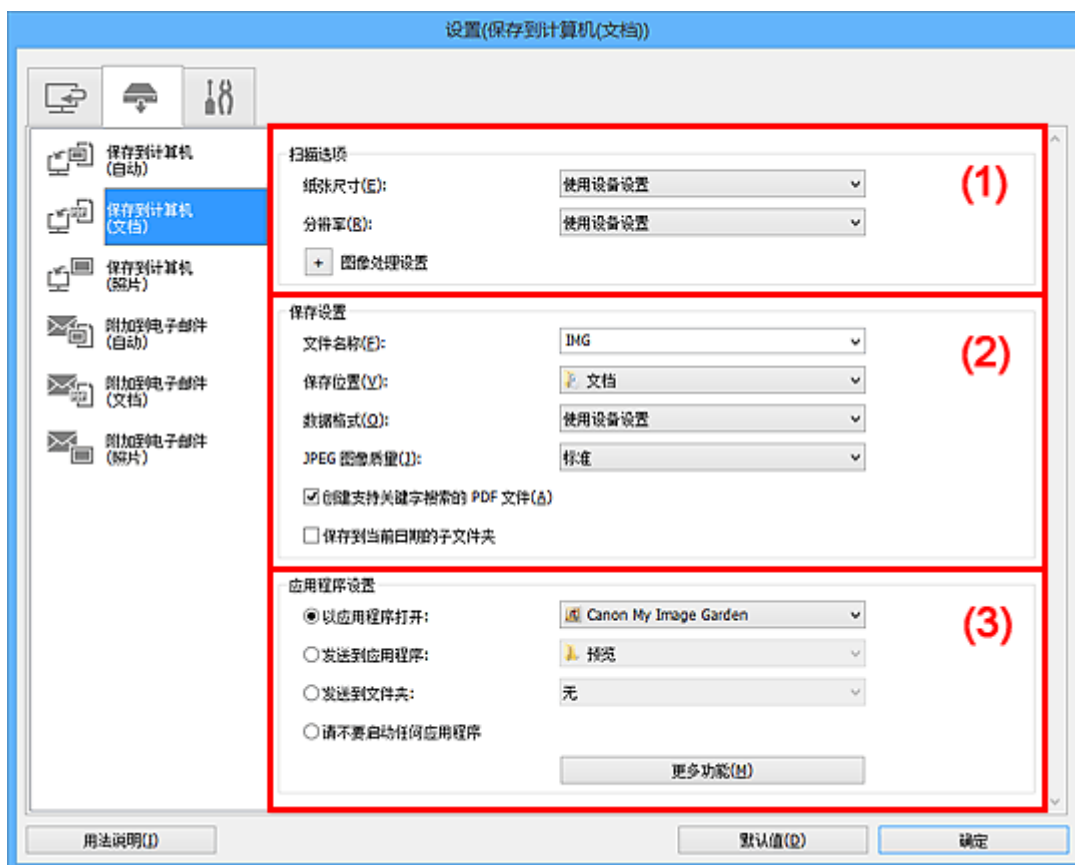 设置(保存到计算机(文档))
保存到计算机
(自动)
保存到计算机
(文档)
保存到计算机
(照片)
附加到电子邮件
(自动)
附加到电子邮件
(文档)
附加到电子邮件
(照片)
扫描选项
(1)
纸张尺寸(E): 使用设备设置
分辨率(R): 使用设备设置
+ 图像处理设置
保存设置
(2)
文件名称(F): IMG
保存位置(V): 文档
数据格式(O): 使用设备设置
JPEG 图像质量(J): 标准
创建支持关键字搜索的 PDF 文件(A)
保存到当前日期的子文件夹
应用程序设置
(3)
以应用程序打开: Canon My Image Garden
发送到应用程序: 预览
发送到文件夹: 无
请不要启动任何应用程序
更多功能(M)
用法说明(I) 默认值(D) 确定